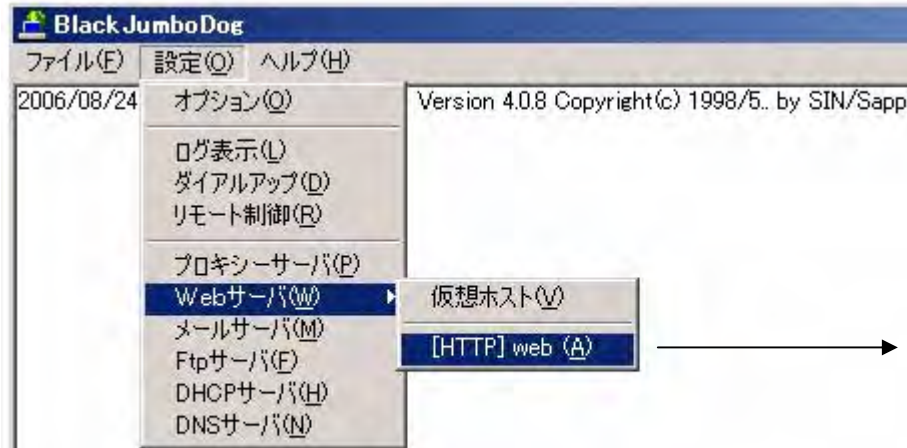 BlackJumboDog
ファイル(F) 設定(O) ヘルプ(H)
2006/08/24 Version 4.0.8 Copyright(c) 1998/5.. by SIN/Sapp
オプション(O)
ログ表示(L)
ダイアルアップ(D)
リモート制御(R)
プロキシーサーバ(P)
Webサーバ(W)
仮想ホスト(V)
[HTTP] web (A)
メールサーバ(M)
Ftpサーバ(F)
DHCPサーバ(H)
DNSサーバ(N)